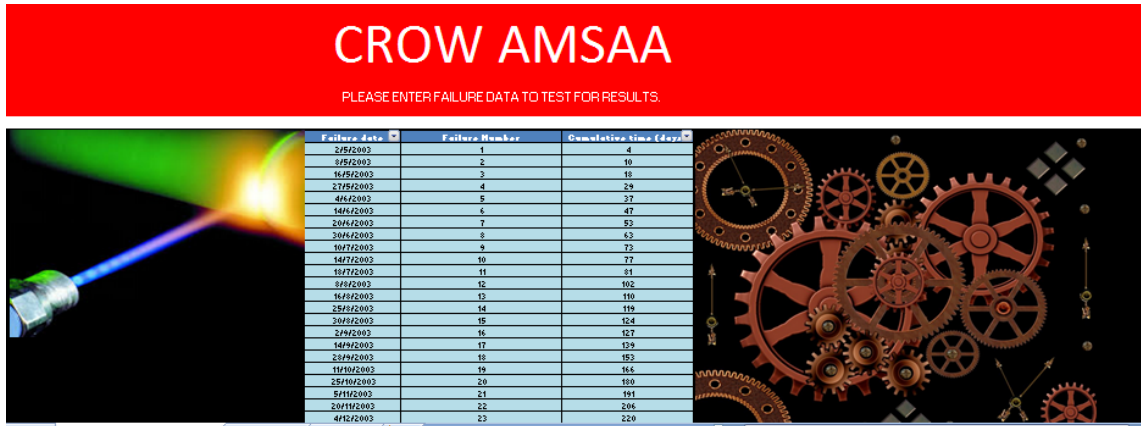 CROW AMSAA
PLEASE ENTER FAILURE DATA TO TEST FOR RESULTS.
Failure date Failure Number Cumulative time (days
2/5/2003 1 4
8/5/2003 2 10
16/5/2003 3 18
27/5/2003 4 29
4/6/2003 5 37
14/6/2003 6 47
20/6/2003 7 53
30/6/2003 8 63
10/7/2003 9 73
14/7/2003 10 77
18/7/2003 11 81
8/8/2003 12 102
16/8/2003 13 110
25/8/2003 14 119
30/8/2003 15 124
2/9/2003 16 127
14/9/2003 17 139
28/9/2003 18 153
11/10/2003 19 166
25/10/2003 20 180
5/11/2003 21 191
20/11/2003 22 206
4/12/2003 23 220